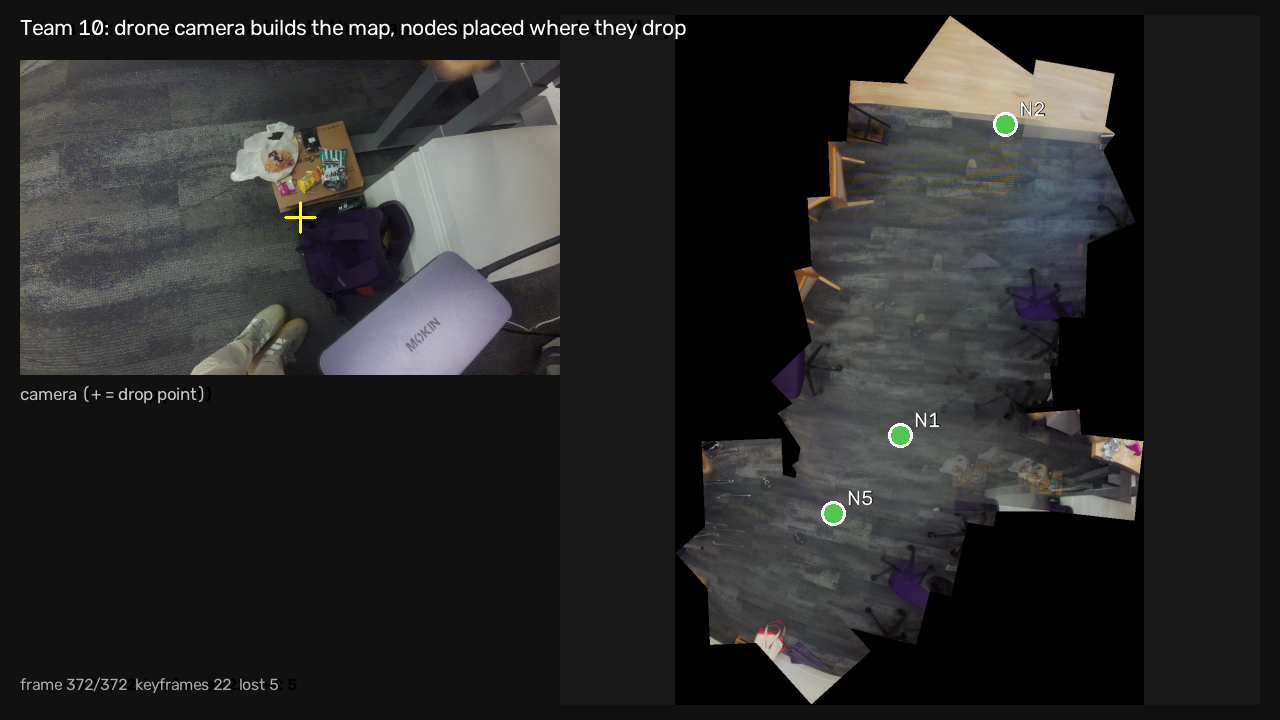 Team 10: drone camera builds the map, nodes placed where they drop
MOKIN
camera (+ = drop point)
N2
N1
N5
frame 372/372 keyframes 22 lost 5